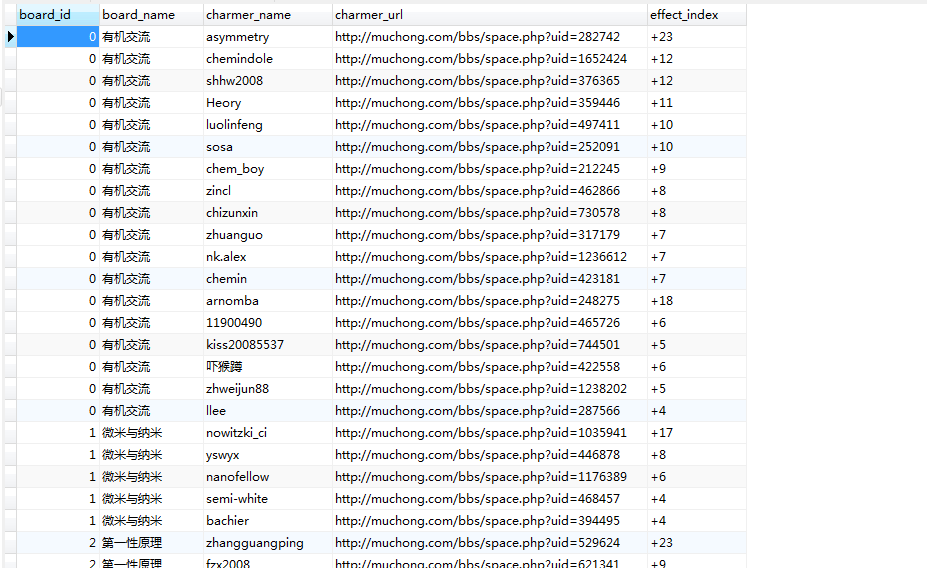 board_id board_name charmer_name charmer_url effect_index
0 有机交流 asymmetry http://muchong.com/bbs/space.php?uid=282742 +23
0 有机交流 chemindole http://muchong.com/bbs/space.php?uid=1652424 +12
0 有机交流 shhw2008 http://muchong.com/bbs/space.php?uid=376365 +12
0 有机交流 Heory http://muchong.com/bbs/space.php?uid=359446 +11
0 有机交流 luolinfeng http://muchong.com/bbs/space.php?uid=497411 +10
0 有机交流 sosa http://muchong.com/bbs/space.php?uid=252091 +10
0 有机交流 chem_boy http://muchong.com/bbs/space.php?uid=212245 +9
0 有机交流 zincl http://muchong.com/bbs/space.php?uid=462866 +8
0 有机交流 chizunxin http://muchong.com/bbs/space.php?uid=730578 +8
0 有机交流 zhuanguo http://muchong.com/bbs/space.php?uid=317179 +7
0 有机交流 nk.alex http://muchong.com/bbs/space.php?uid=1236612 +7
0 有机交流 chemin http://muchong.com/bbs/space.php?uid=423181 +7
0 有机交流 arnomba http://muchong.com/bbs/space.php?uid=248275 +18
0 有机交流 11900490 http://muchong.com/bbs/space.php?uid=465726 +6
0 有机交流 kiss20085537 http://muchong.com/bbs/space.php?uid=744501 +5
0 有机交流 吓猴蹲 http://muchong.com/bbs/space.php?uid=422558 +6
0 有机交流 zhweijun88 http://muchong.com/bbs/space.php?uid=1238202 +5
0 有机交流 llee http://muchong.com/bbs/space.php?uid=287566 +4
1 微米与纳米 nowitzki_ci http://muchong.com/bbs/space.php?uid=1035941 +17
1 微米与纳米 yswyx http://muchong.com/bbs/space.php?uid=446878 +8
1 微米与纳米 nanofellow http://muchong.com/bbs/space.php?uid=1176389 +6
1 微米与纳米 semi-white http://muchong.com/bbs/space.php?uid=468457 +4
1 微米与纳米 bachier http://muchong.com/bbs/space.php?uid=394495 +4
2 第一性原理 zhangguangping http://muchong.com/bbs/space.php?uid=529624 +23
2 第一性原理 fzx2008 http://muchong.com/bbs/space.php?uid=621341 +9